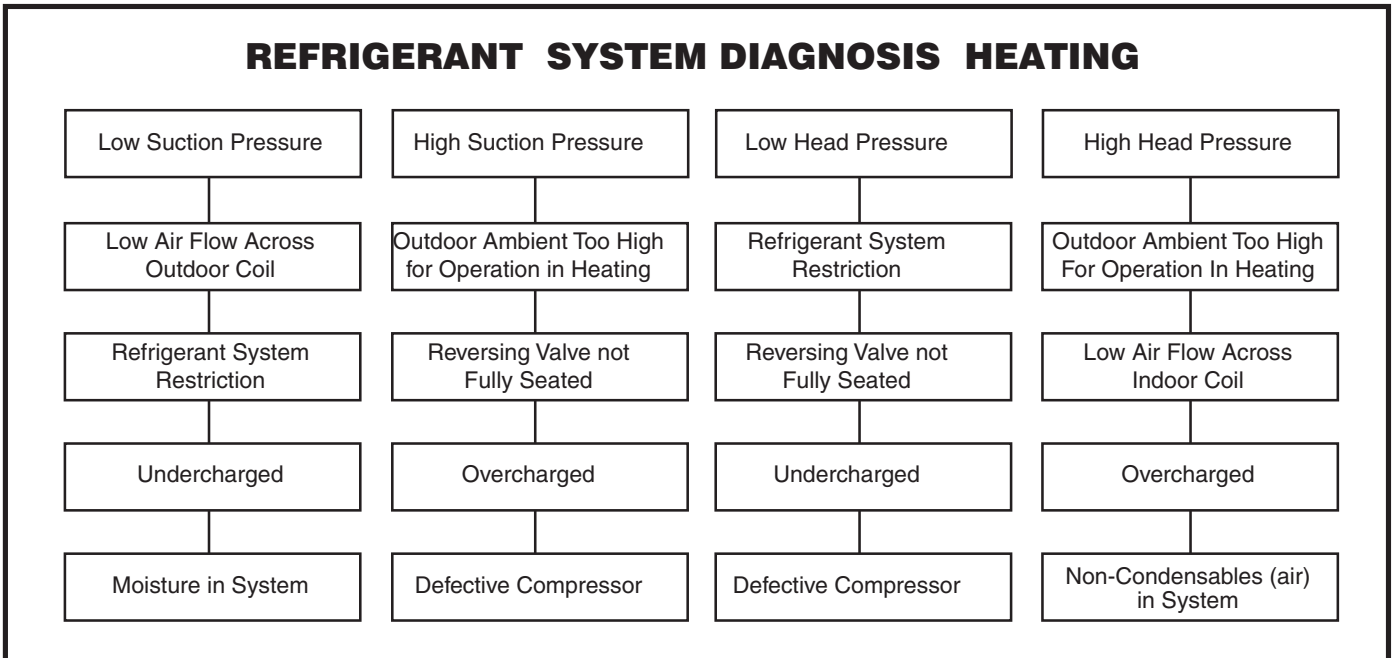 REFRIGERANT SYSTEM DIAGNOSIS HEATING
Low Suction Pressure
Low Air Flow Across
Outdoor Coil
Refrigerant System
Restriction
Undercharged
Moisture in System
High Suction Pressure
Outdoor Ambient Too High
for Operation in Heating
Reversing Valve not
Fully Seated
Overcharged
Defective Compressor
Low Head Pressure
Refrigerant System
Restriction
Reversing Valve not
Fully Seated
Undercharged
Defective Compressor
High Head Pressure
Outdoor Ambient Too High
For Operation In Heating
Low Air Flow Across
Indoor Coil
Overcharged
Non-Condensables (air)
in System